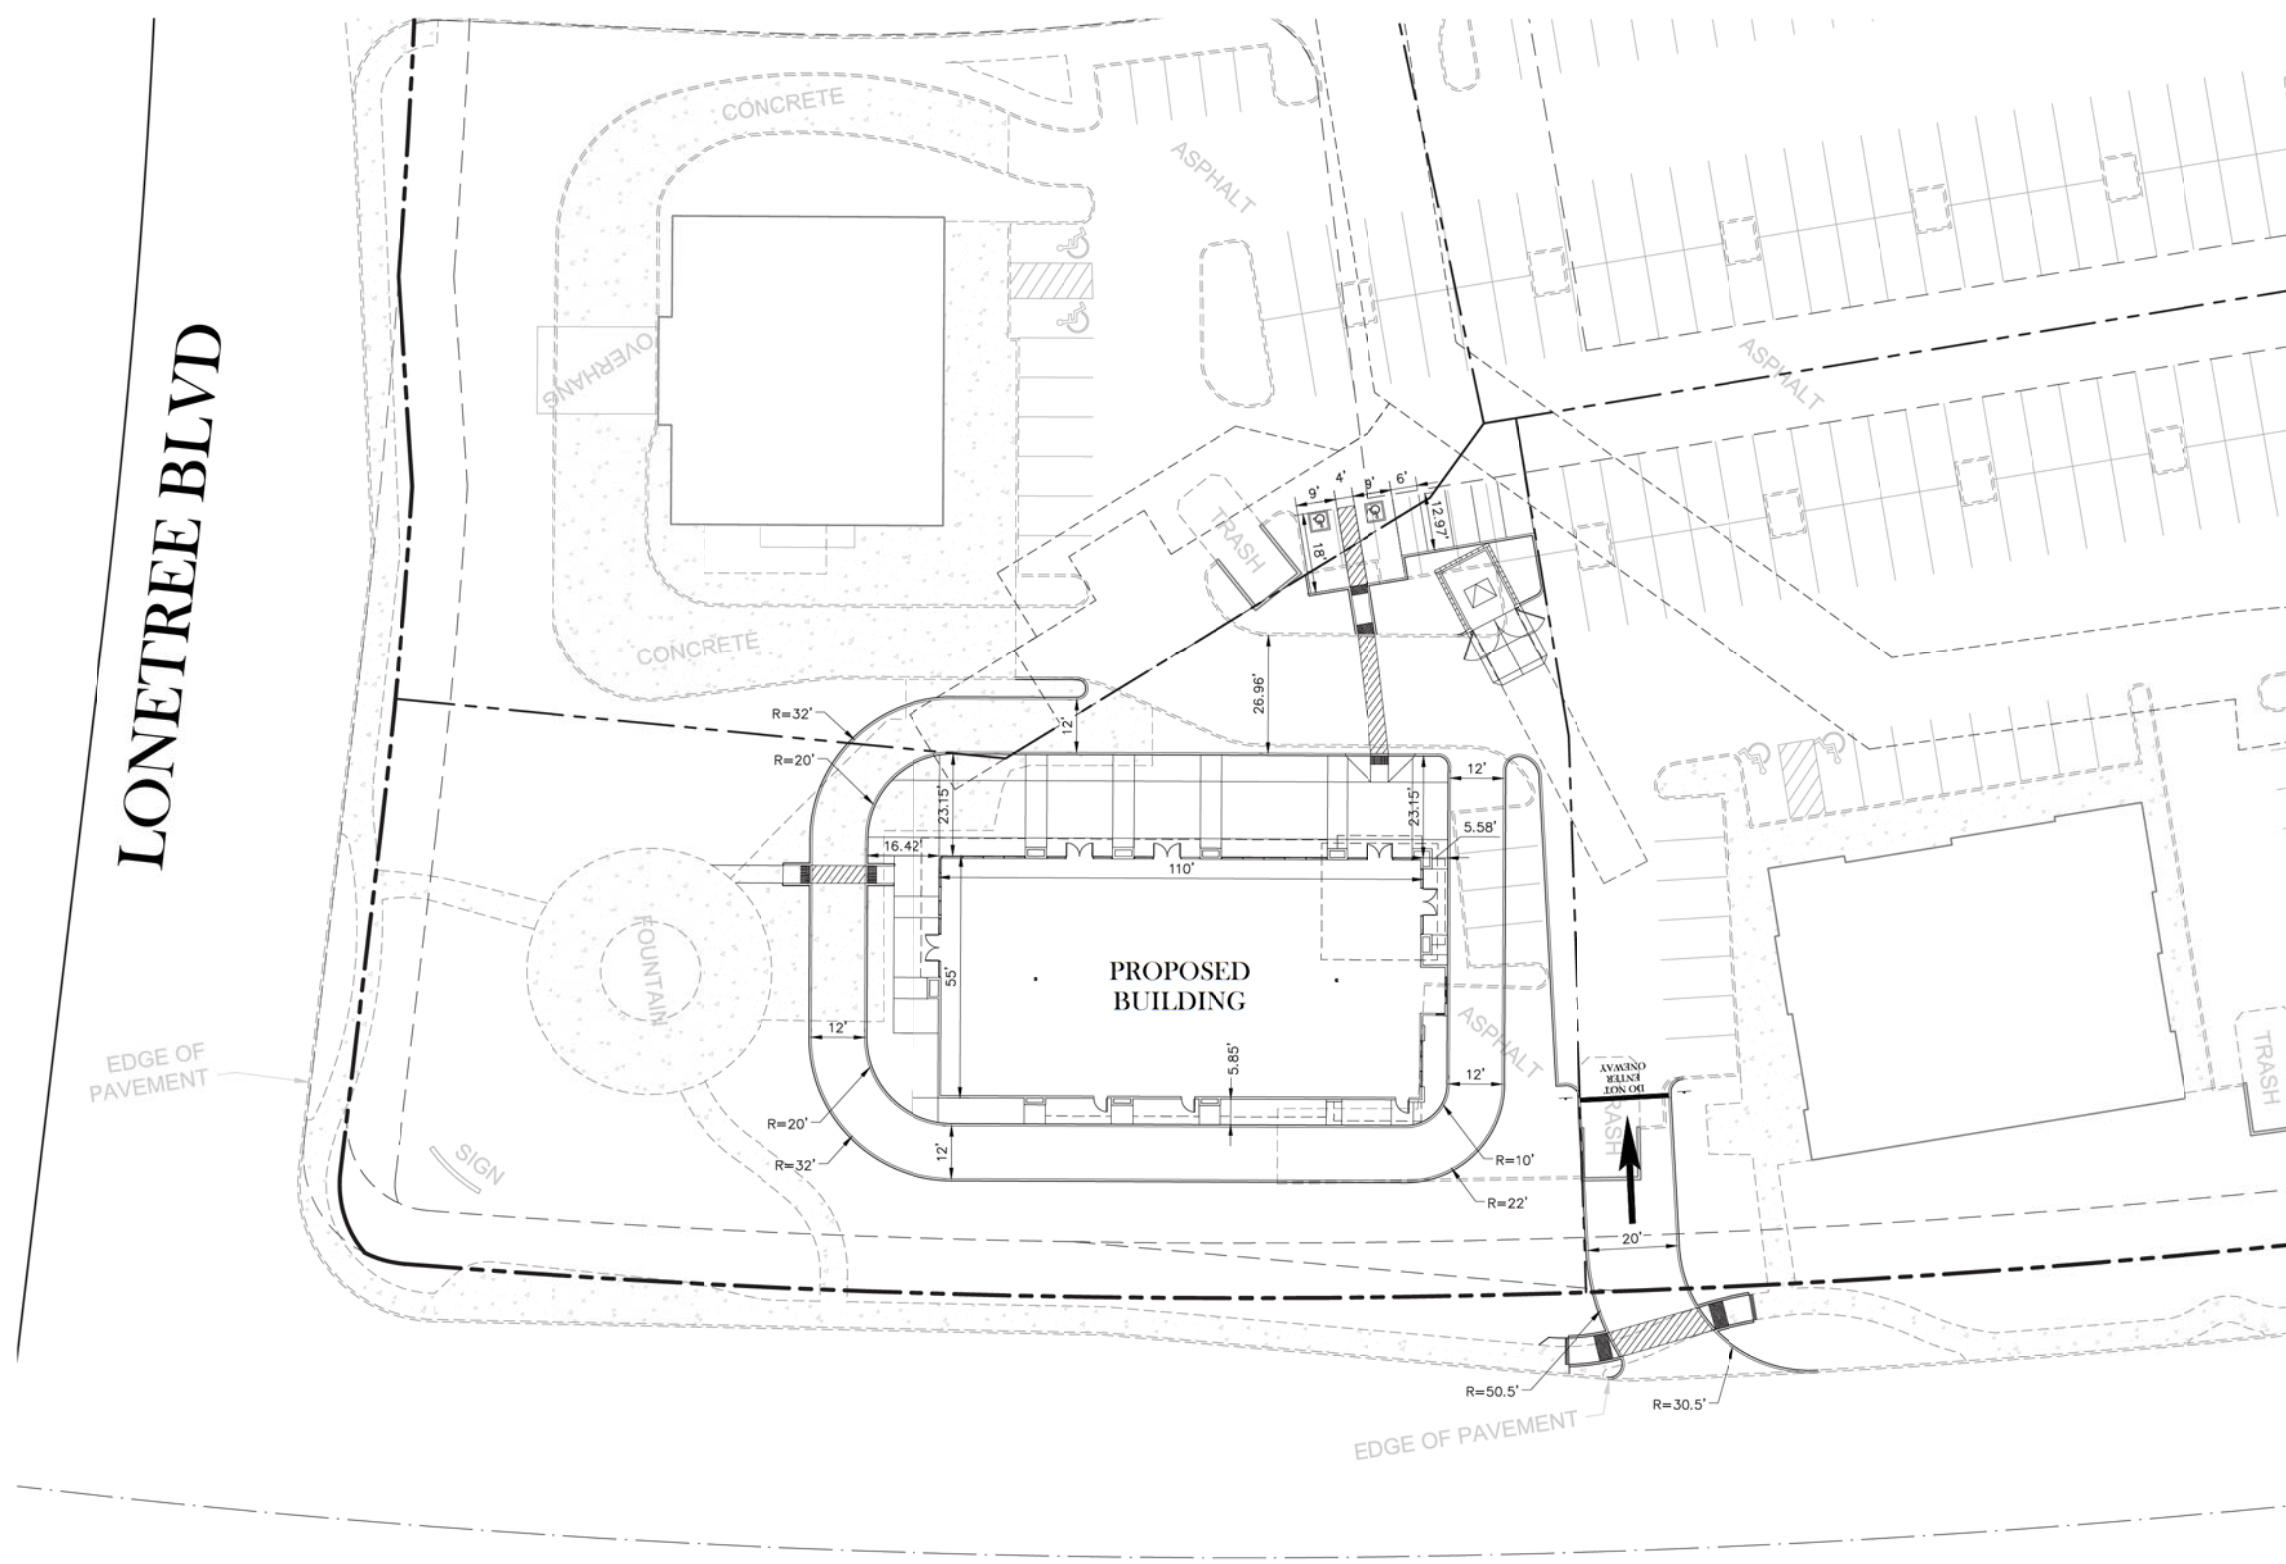 CONCRETE
ASPHALT
LONETREE BLVD
OVERHANG
ASPHALT
9'
4'
9'
6'
12.97'
18'
TRASH
CONCRETE
26.96'
R=32'
12'
R=20'
12'
23.15'
23.15'
5.58'
16.42'
110'
FOUNTAIN
55'
PROPOSED
BUILDING
12'
ASPHALT
EDGE OF
PAVEMENT
5.85'
12'
DO NOT
ENTER
ONEWAY
TRASH
TRASH
R=20'
R=32'
12'
SIGN
R=10'
R=22'
20'
R=50.5'
R=30.5'
EDGE OF PAVEMENT